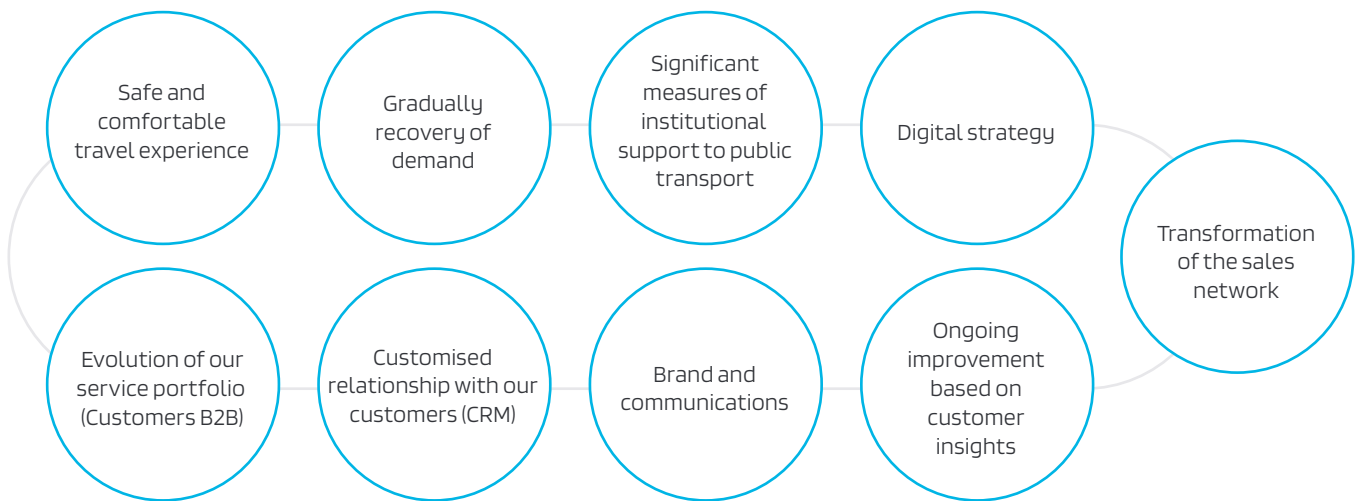 Safe and
comfortable
travel experience
Gradually
recovery of
demand
Significant
measures of
institutional
support to public
transport
Digital strategy
Transformation
of the sales
network
Evolution of our
service portfolio
(Customers B2B)
Customised
relationship with our
customers (CRM)
Brand and
communications
Ongoing
improvement
based on
customer
insights